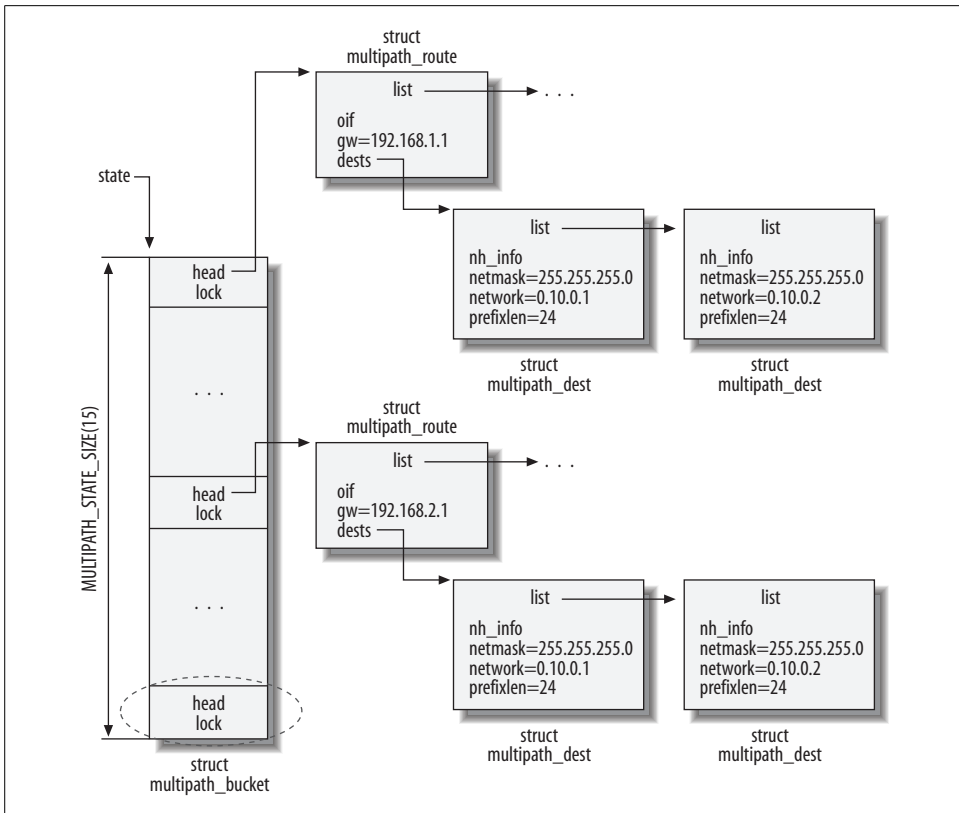 struct
multipath_route
list
. . .
oif
gw=192.168.1.1
dests
state
list
nh_info
netmask=255.255.255.0
network=0.10.0.1
prefixlen=24
struct
multipath_dest
list
nh_info
netmask=255.255.255.0
network=0.10.0.2
prefixlen=24
struct
multipath_dest
MULTIPATH_STATE_SIZE(15)
head
lock
. . .
head
lock
. . .
head
lock
struct
multipath_bucket
struct
multipath_route
list
. . .
oif
gw=192.168.2.1
dests
list
nh_info
netmask=255.255.255.0
network=0.10.0.1
prefixlen=24
struct
multipath_dest
list
nh_info
netmask=255.255.255.0
network=0.10.0.2
prefixlen=24
struct
multipath_dest